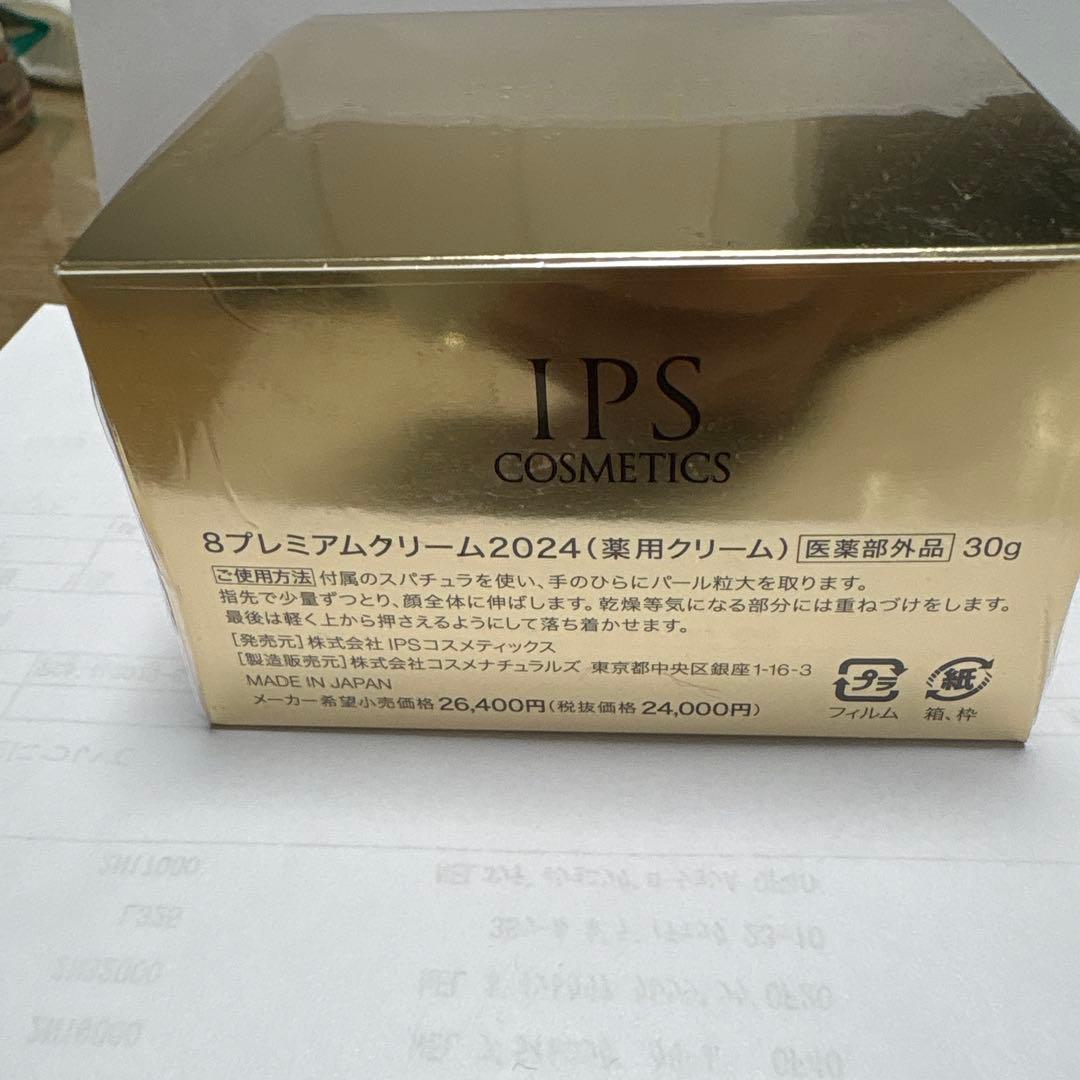 IPS
COSMETICS
8プレミアムクリーム2024(薬用クリーム) 医薬部外品 30g
ご使用方法 付属のスパチュラを使い、手のひらにパール粒大を取ります。
指先で少量ずつとり、顔全体に伸ばします。乾燥等気になる部分には重ねづけをします。
最後は軽く上から押さえるようにして落ち着かせます。
[発売元]株式会社 IPSコスメティックス
[製造販売元]株式会社コスメナチュラルズ 東京都中央区銀座1-16-3
MADE IN JAPAN
メーカー希望小売価格 26,400円(税抜価格 24,000円)
プラ
フィルム
紙
箱、枠